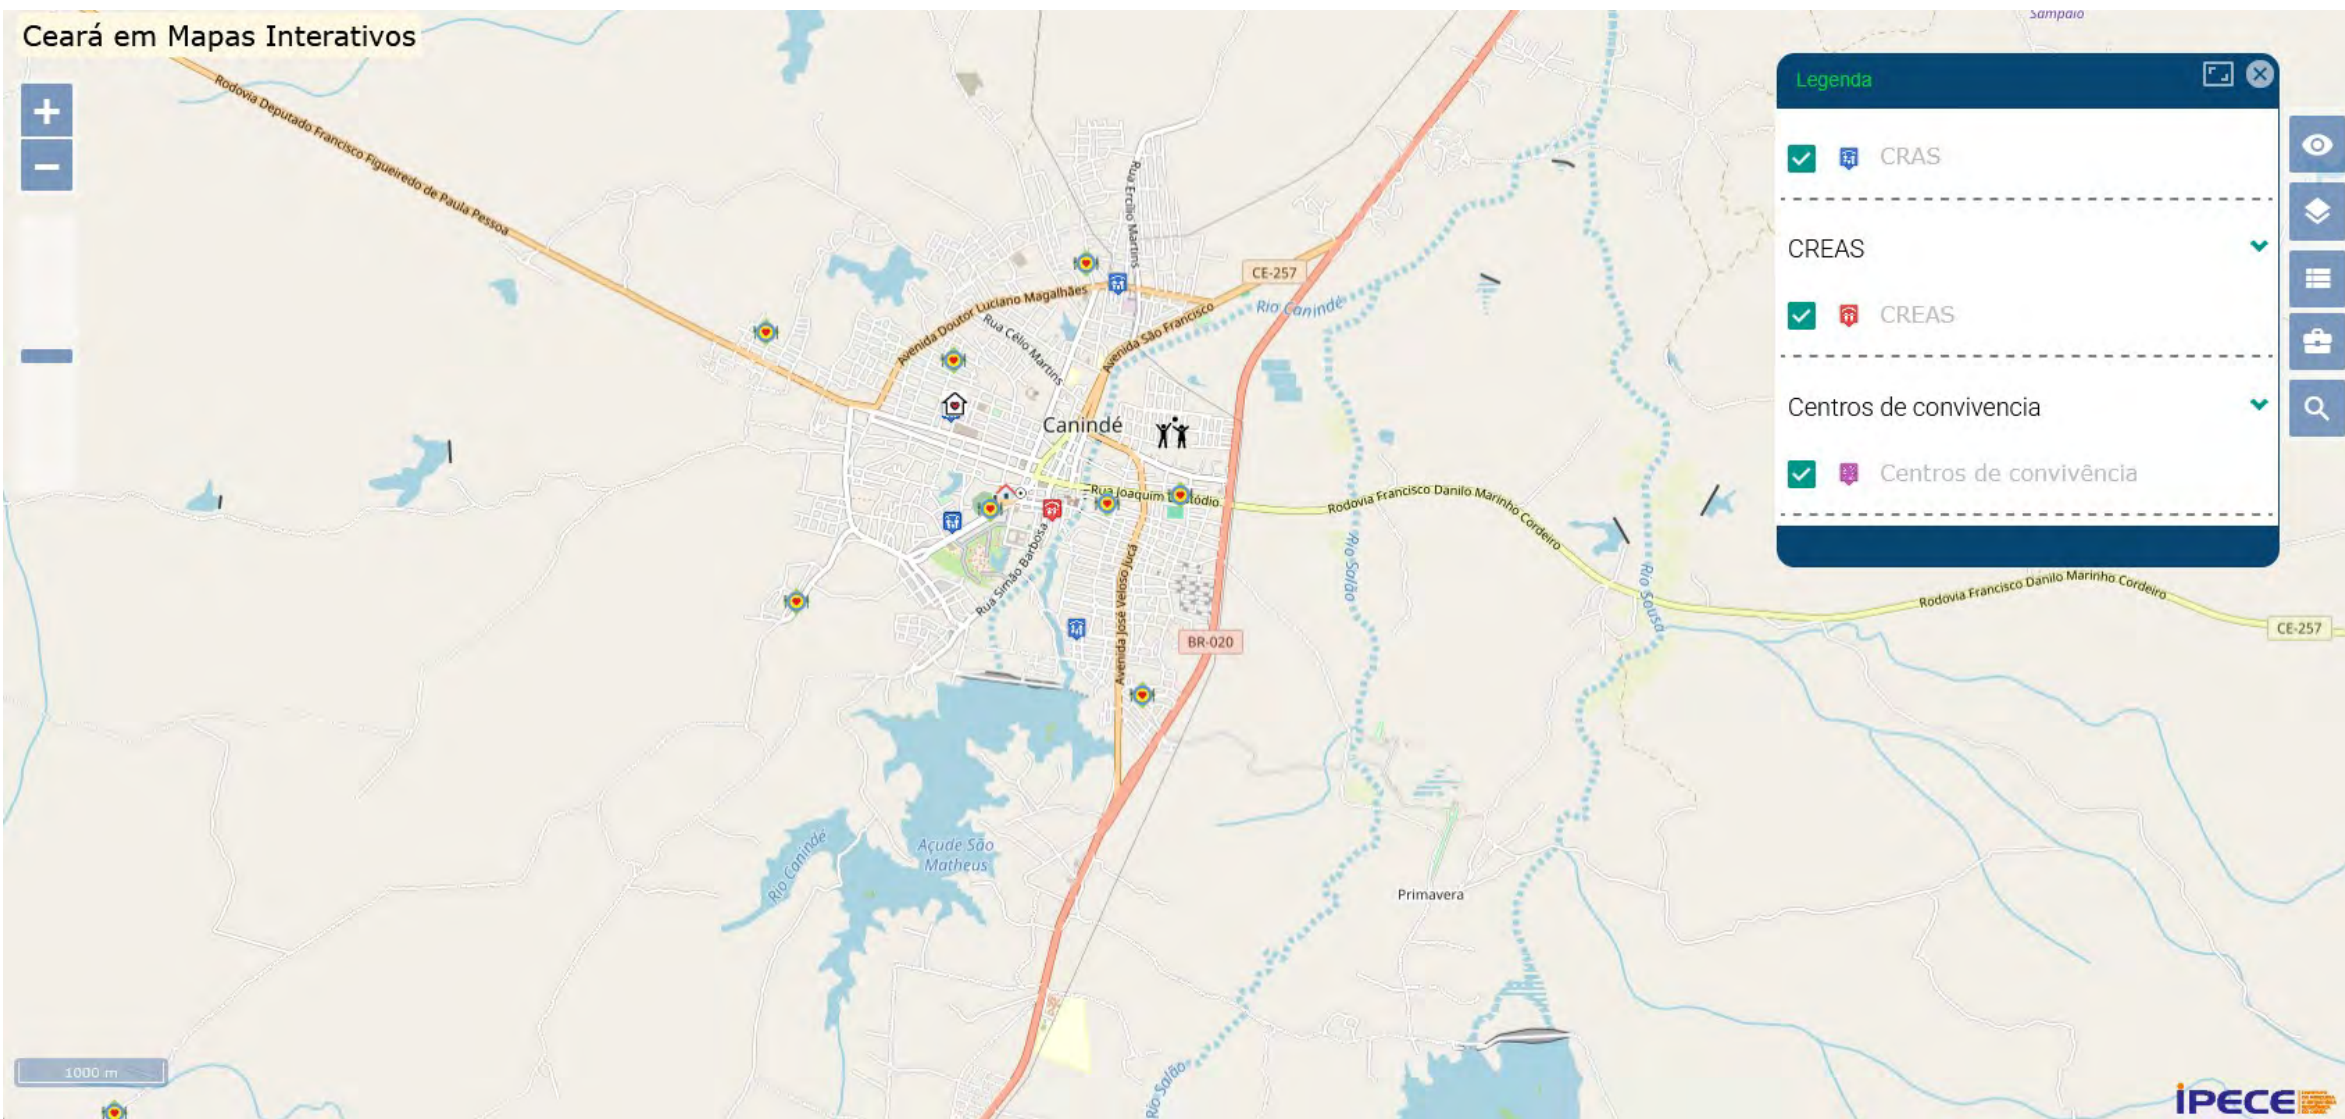 Ceará em Mapas Interativos
Sampaio
Legenda
CRAS
CREAS
CREAS
Centros de convivencia
Centros de convivência
Rodovia Deputado Francisco Figueiredo de Paula Pessoa
Rua Ercílio Martins
CE-257
Rio Canindé
Avenida Doutor Luciano Magalhães
Rua Célio Martins
Avenida São Francisco
Canindé
Rua Joaquim
tódio
Rodovia Francisco Danilo Marinho Cordeiro
Rua Simão Barbosa
Avenida José Veloso Jucá
Rio Salão
Rio Sousa
Rodovia Francisco Danilo Marinho Cordeiro
CE-257
BR-020
Açude São
Matheus
Rio Canindé
Primavera
Rio Salão
1000 m
IPECE